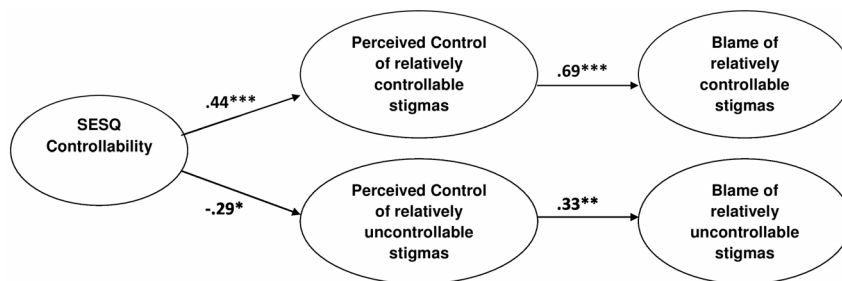 SESQ
Controllability
.44***
-.29*
Perceived Control
of relatively
controllable
stigmas
.69***
Blame of
relatively
controllable
stigmas
Perceived Control
of relatively
uncontrollable
stigmas
.33**
Blame of
relatively
uncontrollable
stigmas